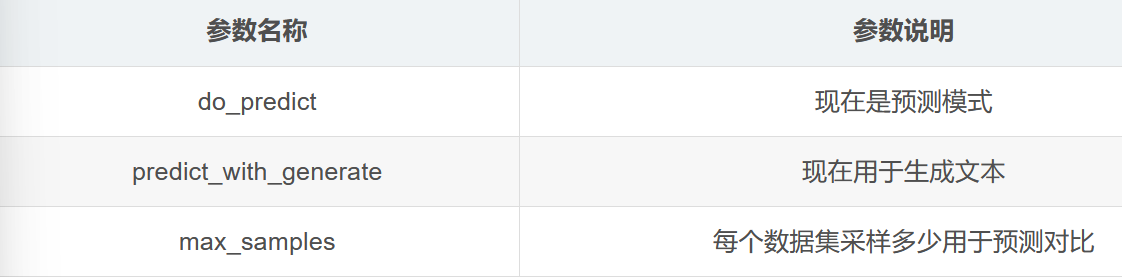 参数名称 参数说明
do_predict 现在是预测模式
predict_with_generate 现在用于生成文本
max_samples 每个数据集采样多少用于预测对比